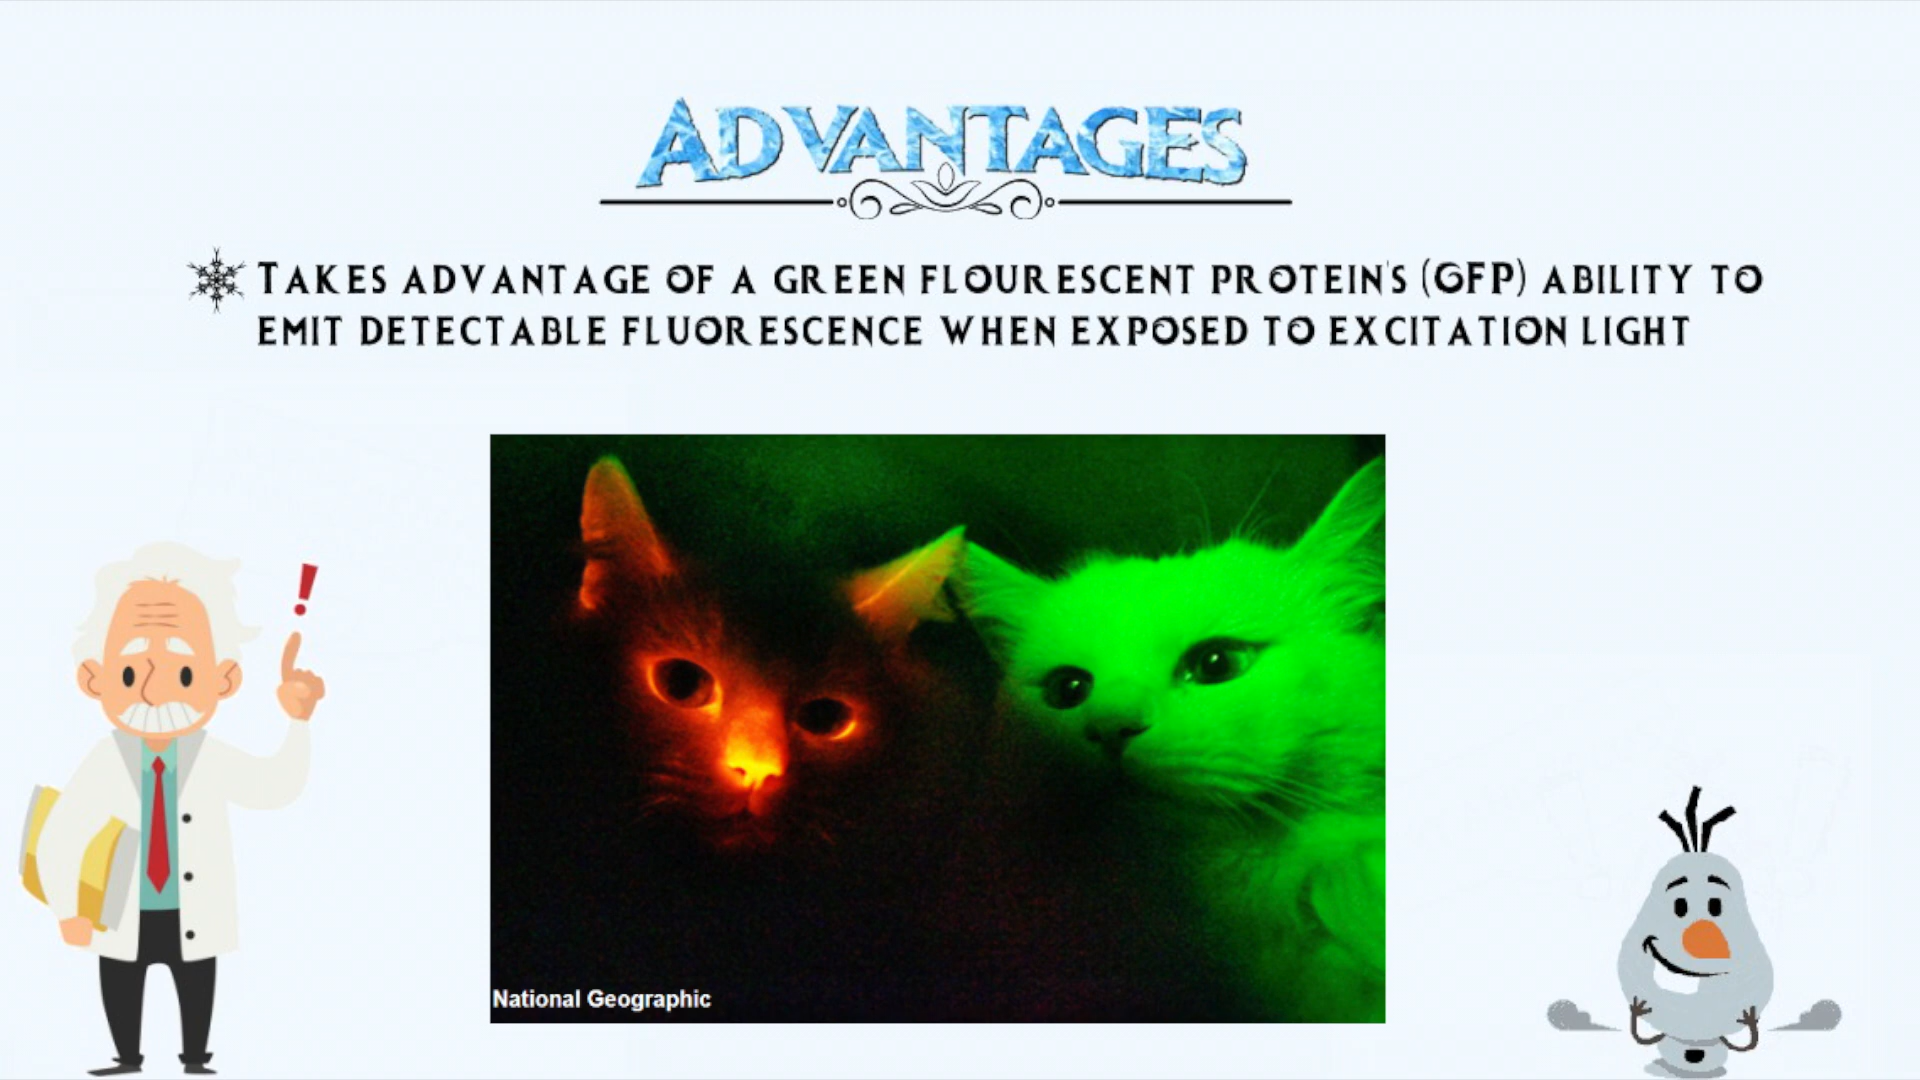 ADVANTAGES
TAKES ADVANTAGE OF A GREEN FLOURESCENT PROTEIN'S (GFP) ABILITY TO
EMIT DETECTABLE FLUORESCENCE WHEN EXPOSED TO EXCITATION LIGHT
!
National Geographic